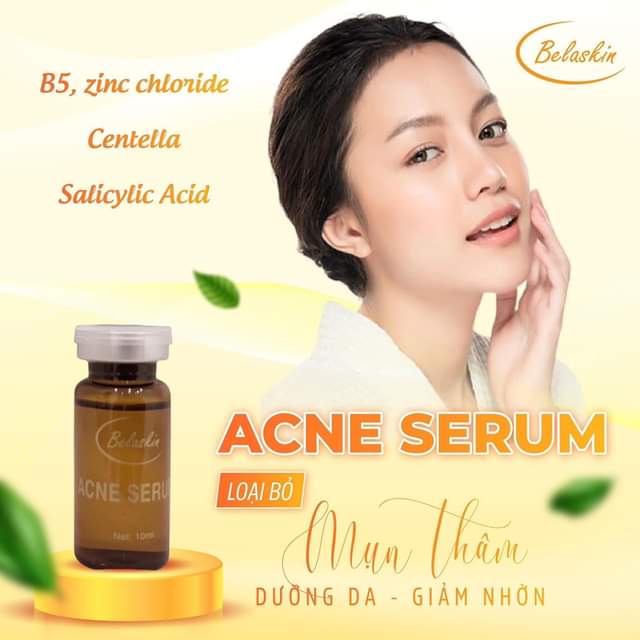 Belaskin
B5, zinc chloride
Centella
Salicylic Acid
Belaskin
ACNE SERU
Net: 10ml
ACNE SERUM
LOẠI BỎ
Mụn Thâm
DƯỠNG DA - GIẢM NHỜN